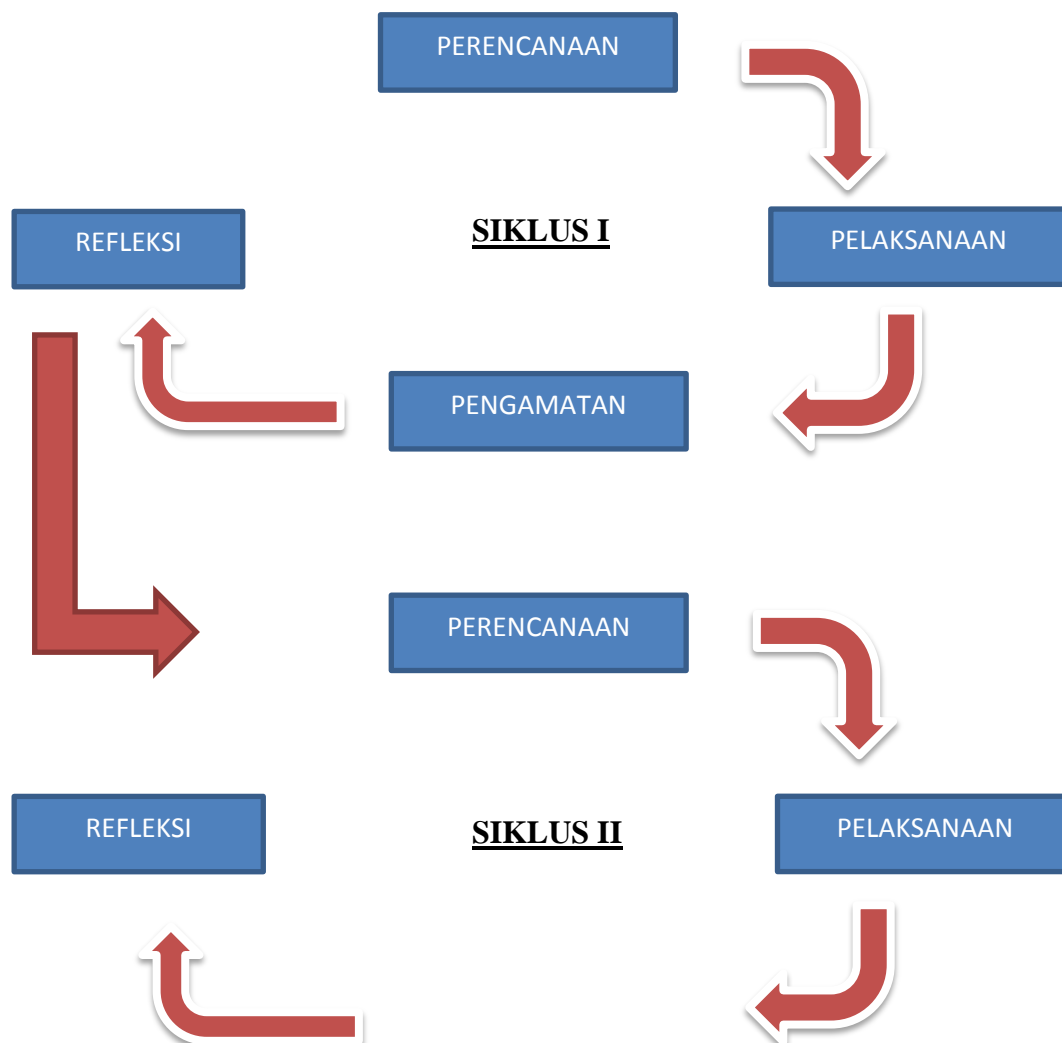 PERENCANAAN
REFLEKSI
SIKLUS I
PELAKSANAAN
PENGAMATAN
PERENCANAAN
REFLEKSI
SIKLUS II
PELAKSANAAN